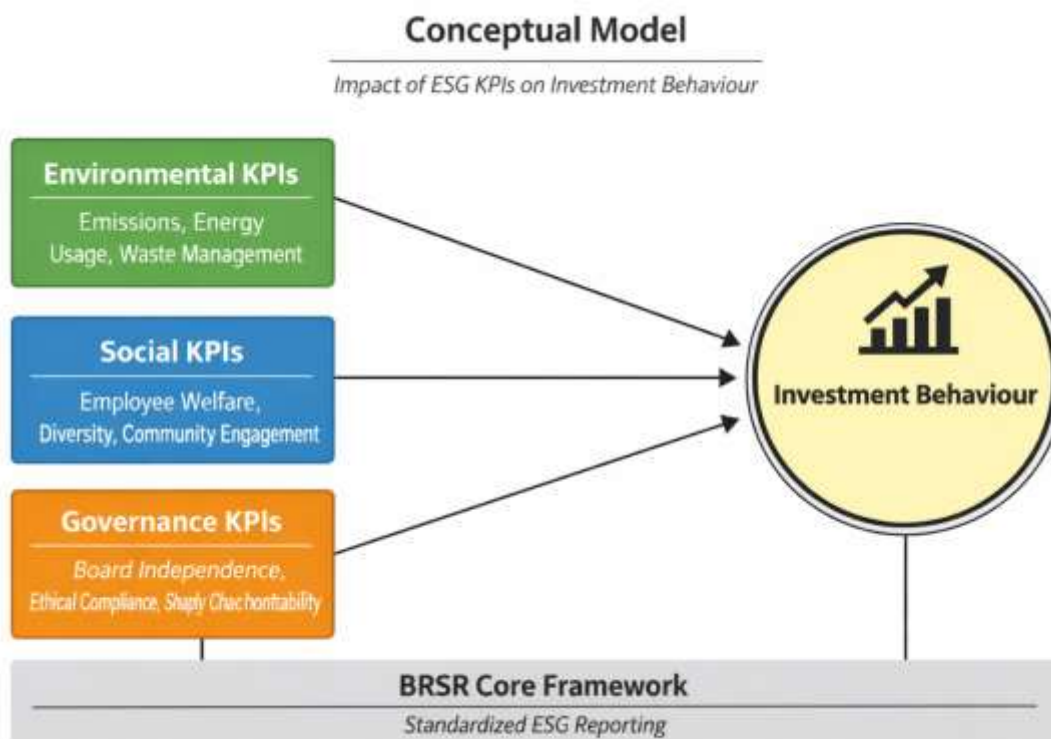 Conceptual Model
Impact of ESG KPIs on Investment Behaviour
Environmental KPIs
Emissions, Energy
Usage, Waste Management
Social KPIs
Employee Welfare,
Diversity, Community Engagement
Governance KPIs
Board Independence,
Ethical Compliance, Shaply
Investment Behaviour
BRSR Core Framework
Standardized ESG Reporting